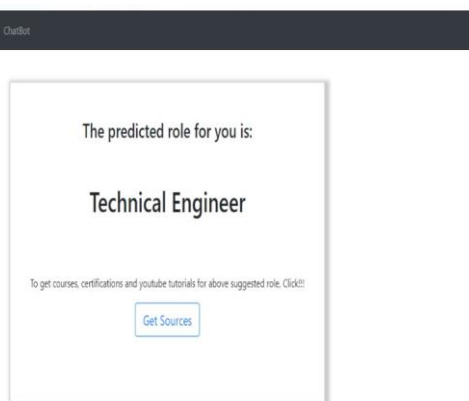 ChatBot
The predicted role for you is:
Technical Engineer
To get courses, certifications and youtube tutorials for above suggested role, Click!!!
Get Sources